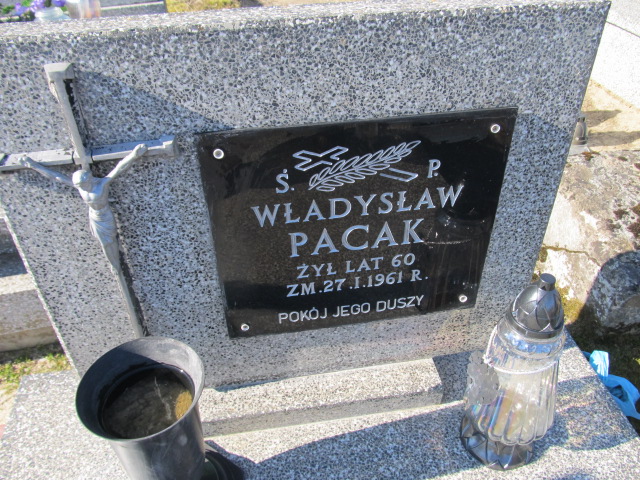 Ś. P
WŁADYSŁAW
PACAK
ŻYŁ LAT 60
ZM. 27.I.1961 R.
POKÓJ JEGO DUSZY